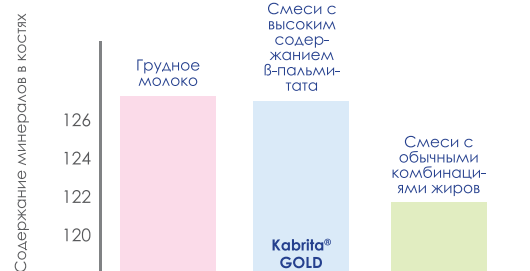 Содержание минералов в костях
126
124
122
120
Грудное
молоко
Смеси с
высоким
содер-
жанием
ß-пальми-
тата
Kabrita®
GOLD
Смеси с
обычными
комбинаци-
ями жиров